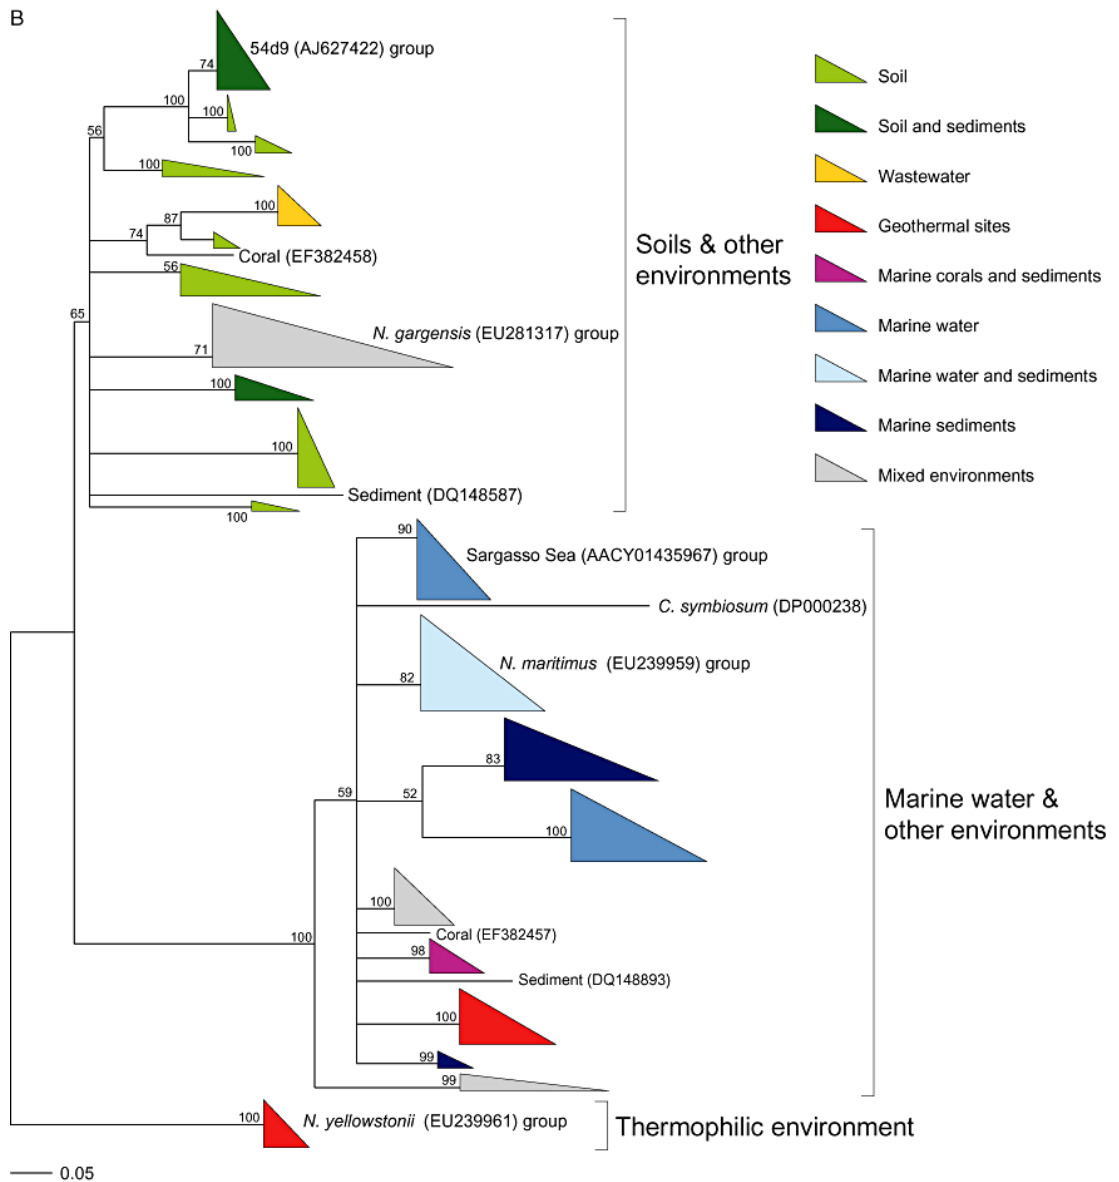 B
54d9 (AJ627422) group
74
100
100
56
100
100
100
87
74
Coral (EF382458)
56
Soils & other
environments
65
N. gargensis (EU281317) group
71
100
100
Sediment (DQ148587)
100
Soil
Soil and sediments
Wastewater
Geothermal sites
Marine corals and sediments
Marine water
Marine water and sediments
Marine sediments
Mixed environments
90
Sargasso Sea (AACY01435967) group
C. symbiosum (DP000238)
N. maritimus (EU239959) group
82
83
59
52
100
Marine water &
other environments
100
Coral (EF382457)
100
98
Sediment (DQ148893)
100
99
99
100
N. yellowstonii (EU239961) group
Thermophilic environment
0.05